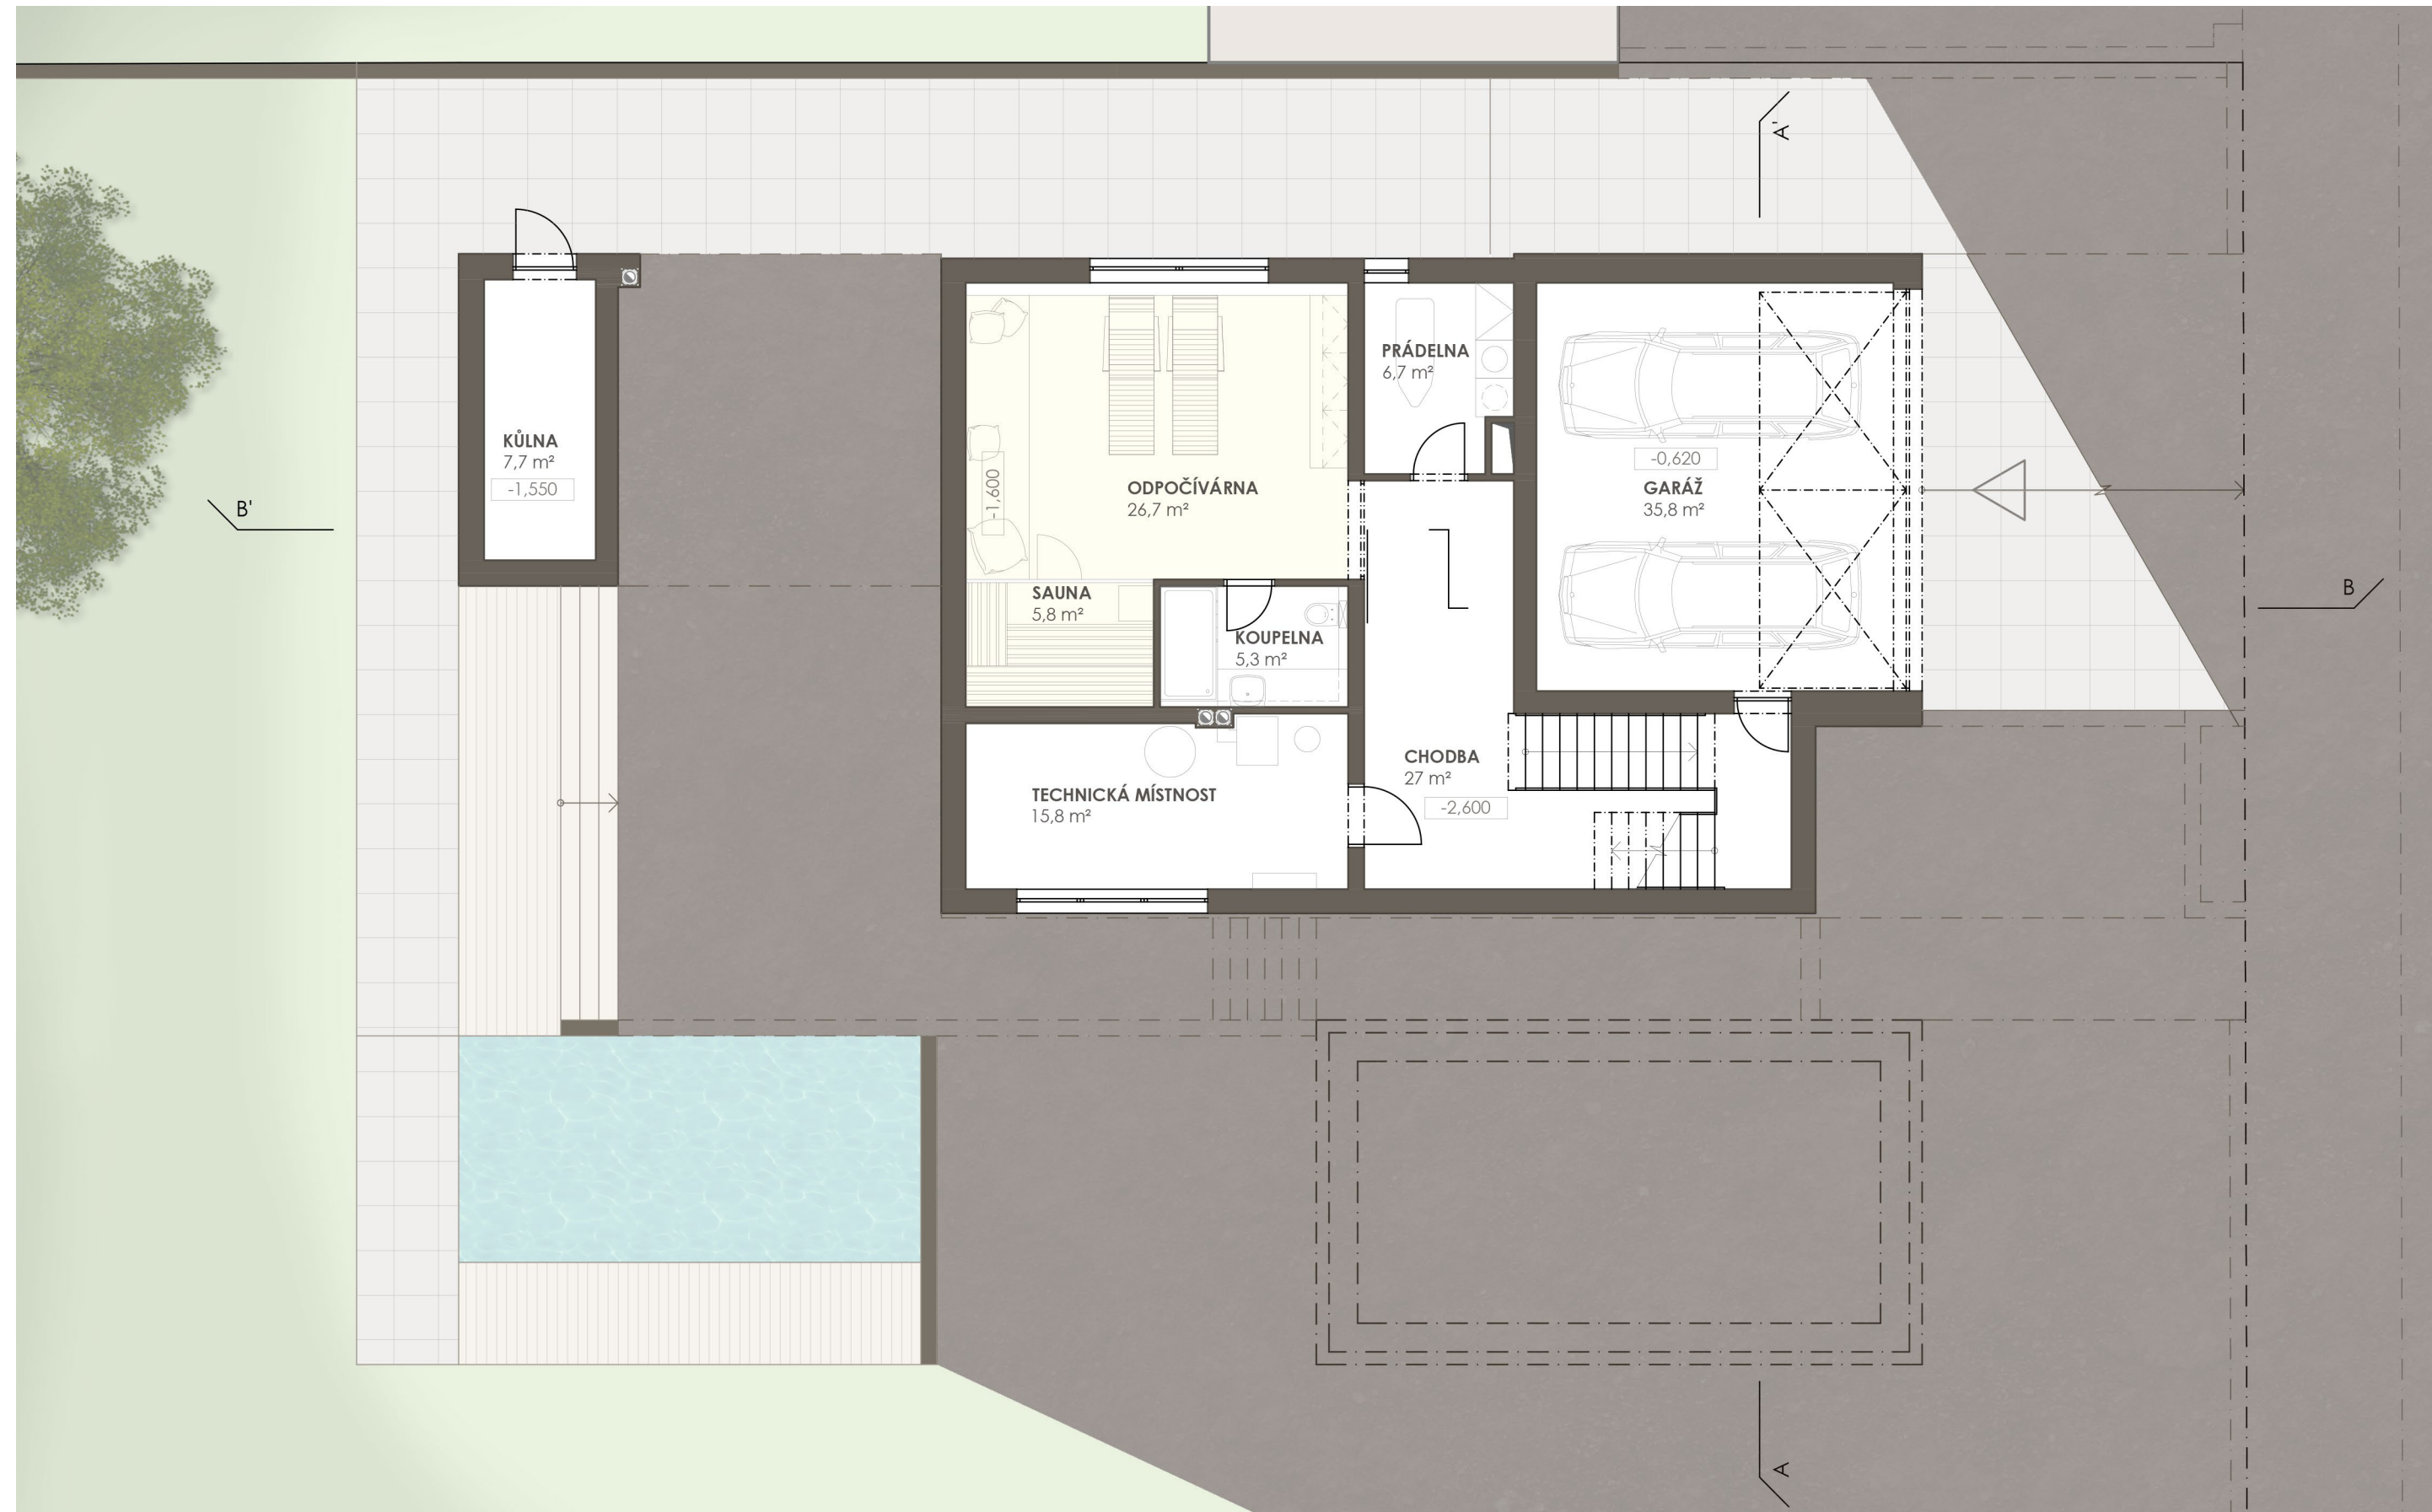 A'
PRÁDELNA
6,7 m²
KŮLNA
7,7 m²
-1,550
B'
-1,600
ODPOČÍVÁRNA
26,7 m²
-0,620
GARÁŽ
35,8 m²
SAUNA
5,8 m²
KOUPELNA
5,3 m²
B
CHODBA
27 m²
-2,600
TECHNICKÁ MÍSTNOST
15,8 m²
A